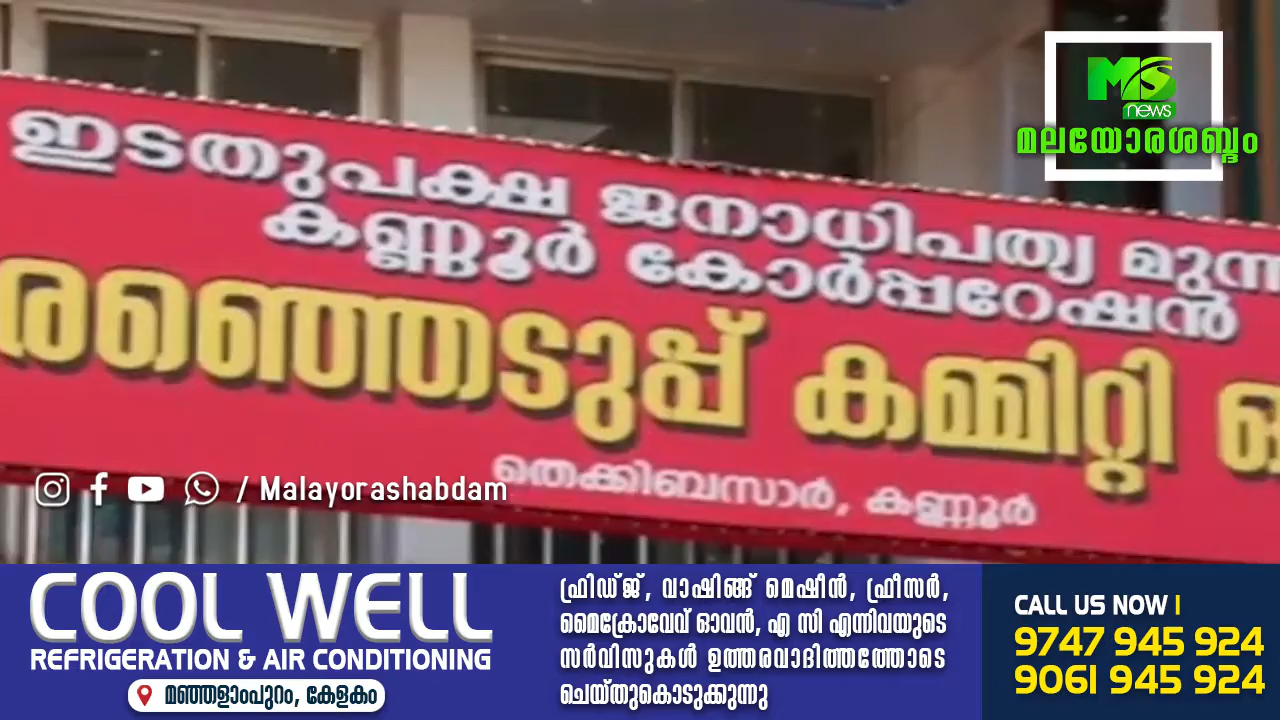 MS
news
മലയോരശബ്ദം
ഇടതുപക്ഷ ജനാധിപത്യ
കണ്ണൂർ കോർപ്പറേഷൻ
കമ്മിറ്റി
തെക്കിബസാർ, കണ്ണൂർ
/ Malayorashabdam
COOL WELL
REFRIGERATION & AIR CONDITIONING
മഞ്ഞളാംപുറം, കേളകം
ഫ്രിഡ്ജ്, വാഷിങ്ങ് മെഷീൻ, ഫ്രീസർ,
മൈക്രോവേവ് ഓവൻ, എ സി എന്നിവയുടെ
സർവിസുകൾ ഉത്തരവാദിത്തത്തോടെ
ചെയ്തുകൊടുക്കുന്നു
CALL US NOW |
9747 945 924
9061 945 924